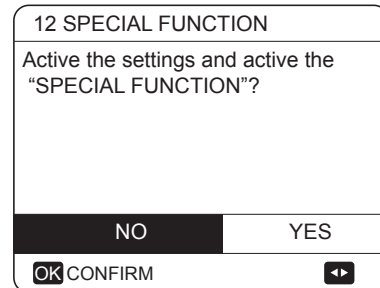 12 SPECIAL FUNCTION
Active the settings and active the
“SPECIAL FUNCTION”?
NO YES
OK CONFIRM